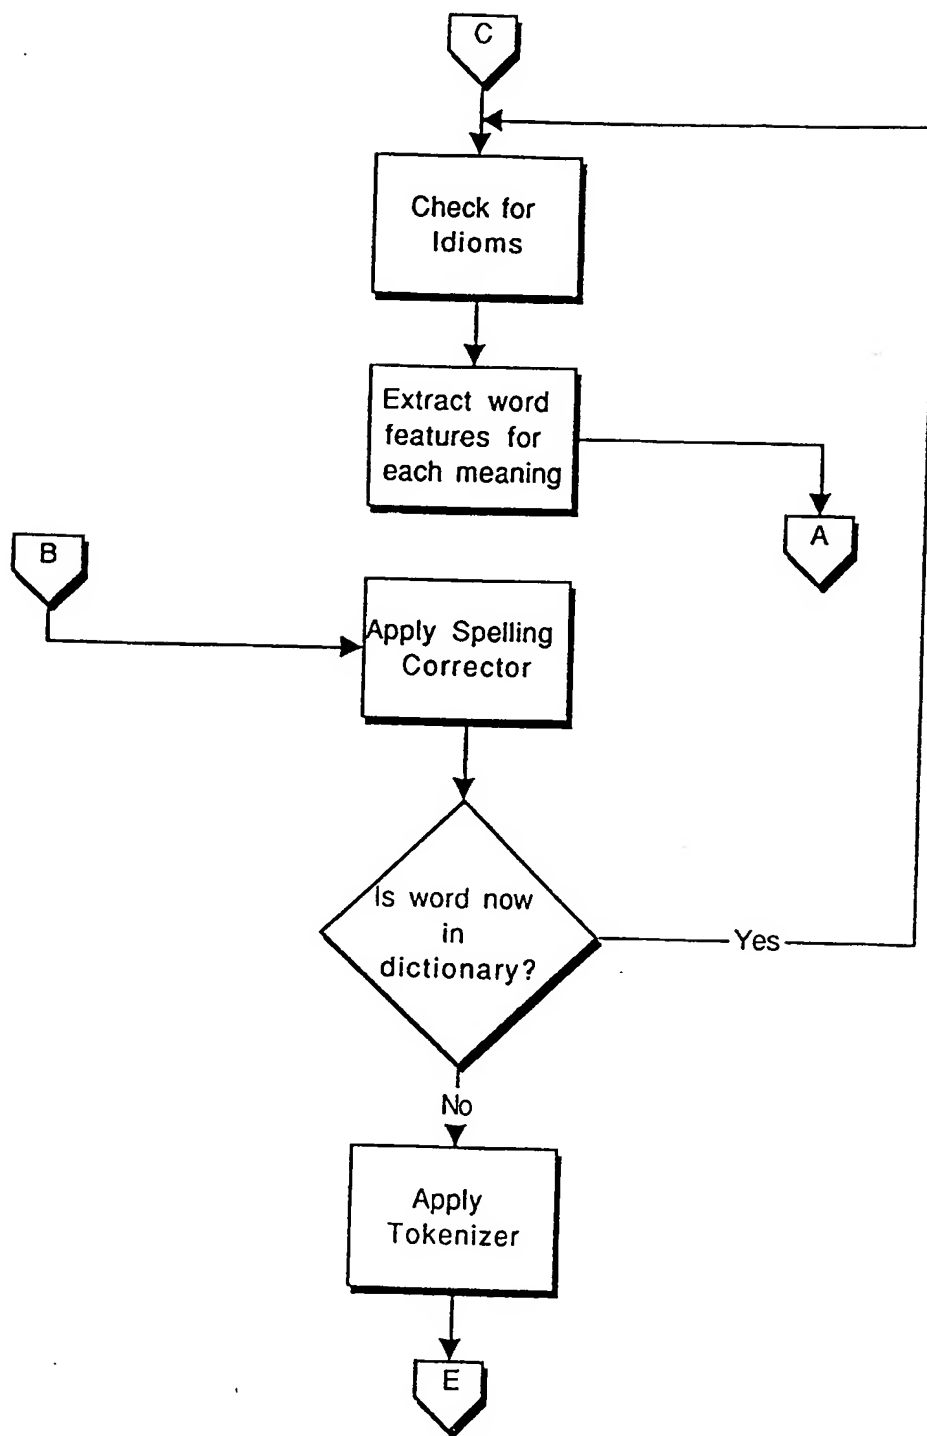 C
Check for
Idioms
Extract word
features for
each meaning
A
B
Apply Spelling
Corrector
Is word now
in
dictionary?
Yes
No
Apply
Tokenizer
E